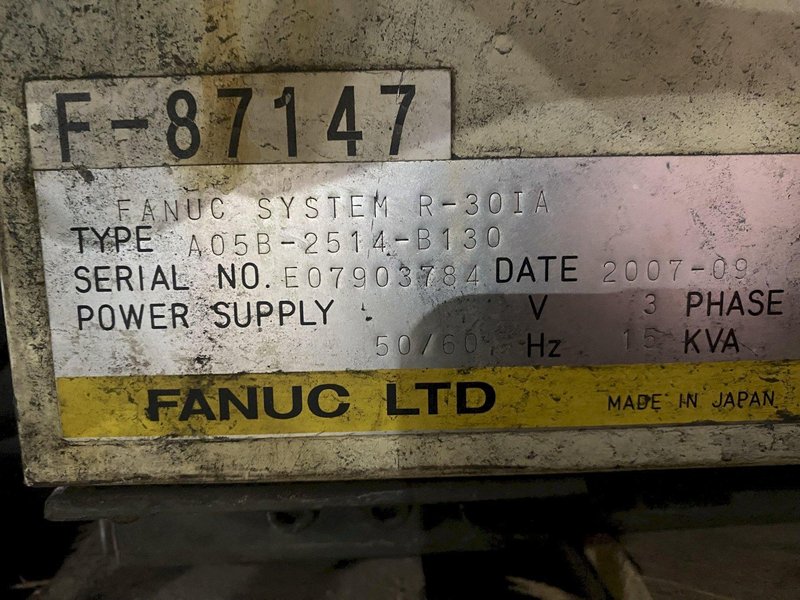 F-87147
FANUC SYSTEM R-30IA
TYPE A05B-2514-B130
SERIAL NO. E07903784 DATE 2007-09
POWER SUPPLY V 3 PHASE
50/60 Hz 15 KVA
FANUC LTD MADE IN JAPAN